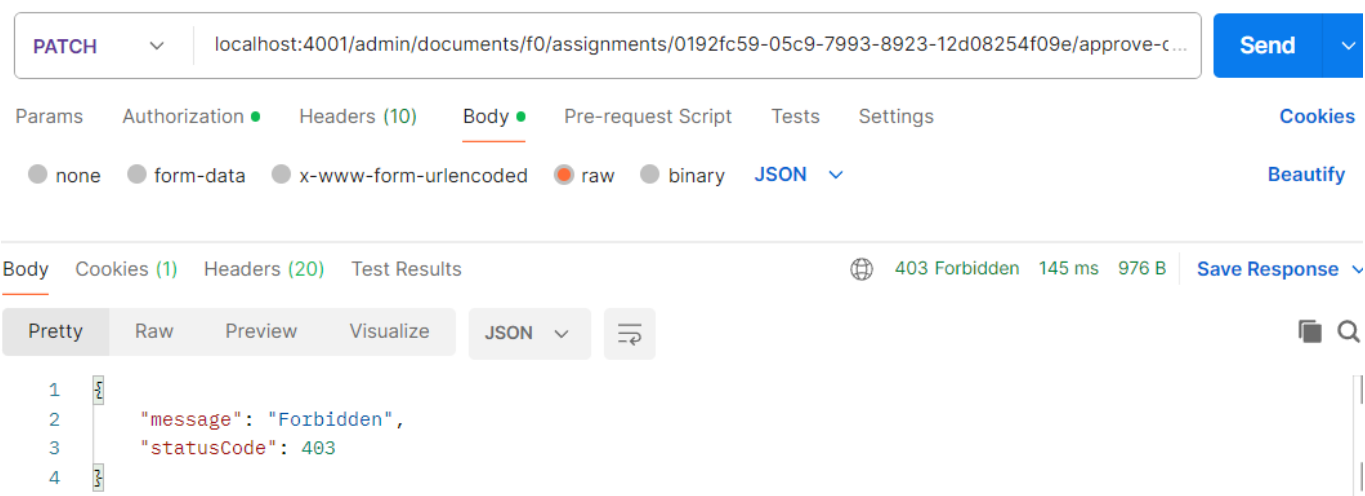 PATCH localhost:4001/admin/documents/f0/assignments/0192fc59-05c9-7993-8923-12d08254f09e/approve-c... Send
Params Authorization Headers (10) Body Pre-request Script Tests Settings Cookies
none form-data x-www-form-urlencoded raw binary JSON Beautify
Body Cookies (1) Headers (20) Test Results 403 Forbidden 145 ms 976 B Save Response
Pretty Raw Preview Visualize JSON
1 {
2 "message": "Forbidden",
3 "statusCode": 403
4 }